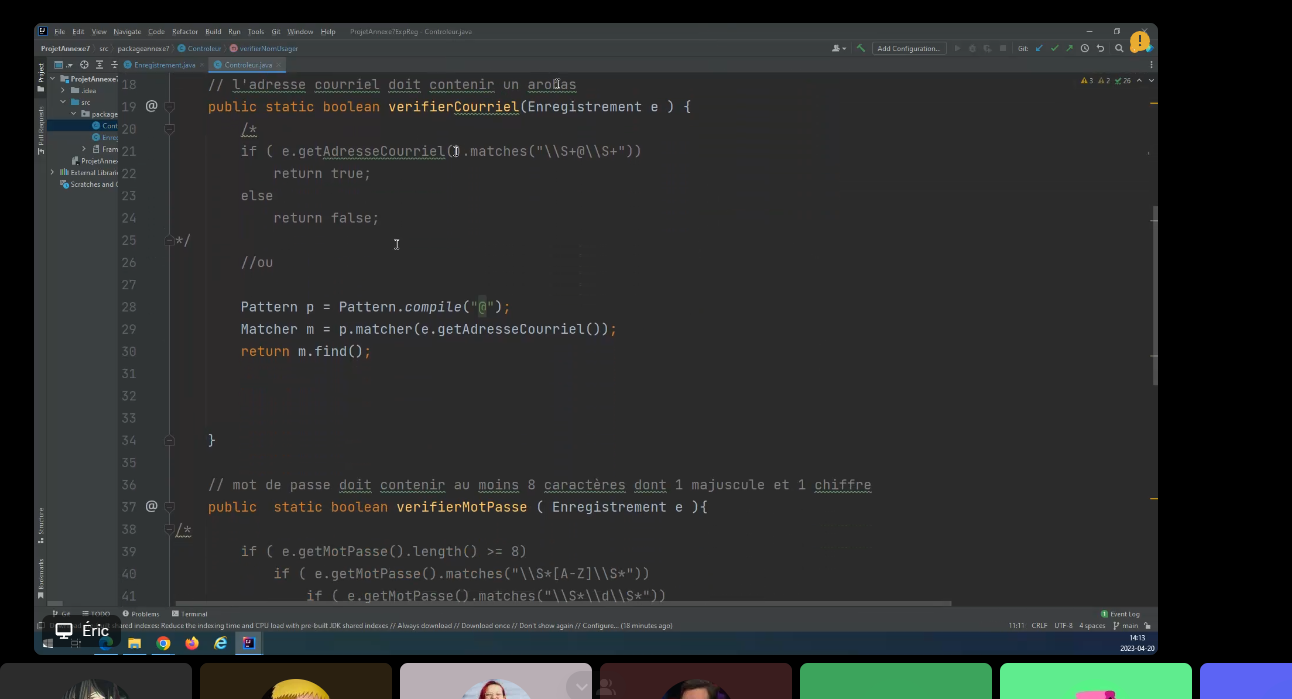 File Edit View Navigate Code Refactor Build Run Tools Git Window Help ProjetAnnexe7ExpReg - Controleur.java
ProjetAnnexe7 src packageannexe7 Controleur verifierNomUsager Add Configuration... Git:
Project Enregistrement.java Controleur.java
ProjetAnnexe7
.idea
src
package
Cont
Enre
Fram
ProjetAnne
External Librari
Scratches and C
Pull Requests
Structure
Bookmarks
3 2 26
18 // l'adresse courriel doit contenir un arobas
19 @ public static boolean verifierCourriel(Enregistrement e ) {
20 /*
21 if ( e.getAdresseCourriel().matches("\\S+@\\S+"))
22 return true;
23 else
24 return false;
25 */
26 //ou
27
28 Pattern p = Pattern.compile("@");
29 Matcher m = p.matcher(e.getAdresseCourriel());
30 return m.find();
31
32
33
34 }
35
36 // mot de passe doit contenir au moins 8 caractères dont 1 majuscule et 1 chiffre
37 @ public static boolean verifierMotPasse ( Enregistrement e ){
38 /*
39 if ( e.getMotPasse().length() >= 8)
40 if ( e.getMotPasse().matches("\\S*[A-Z]\\S*"))
41 if ( e.getMotPasse().matches("\\S*\\d\\S*"))
Git TODO Problems Terminal Event Log
shared indexes: Reduce the indexing time and CPU load with pre-built JDK shared indexes // Always download // Download once // Don't show again // Configure... (18 minutes ago) 11:11 CRLF UTF-8 4 spaces main
Éric
14:13
2023-04-20